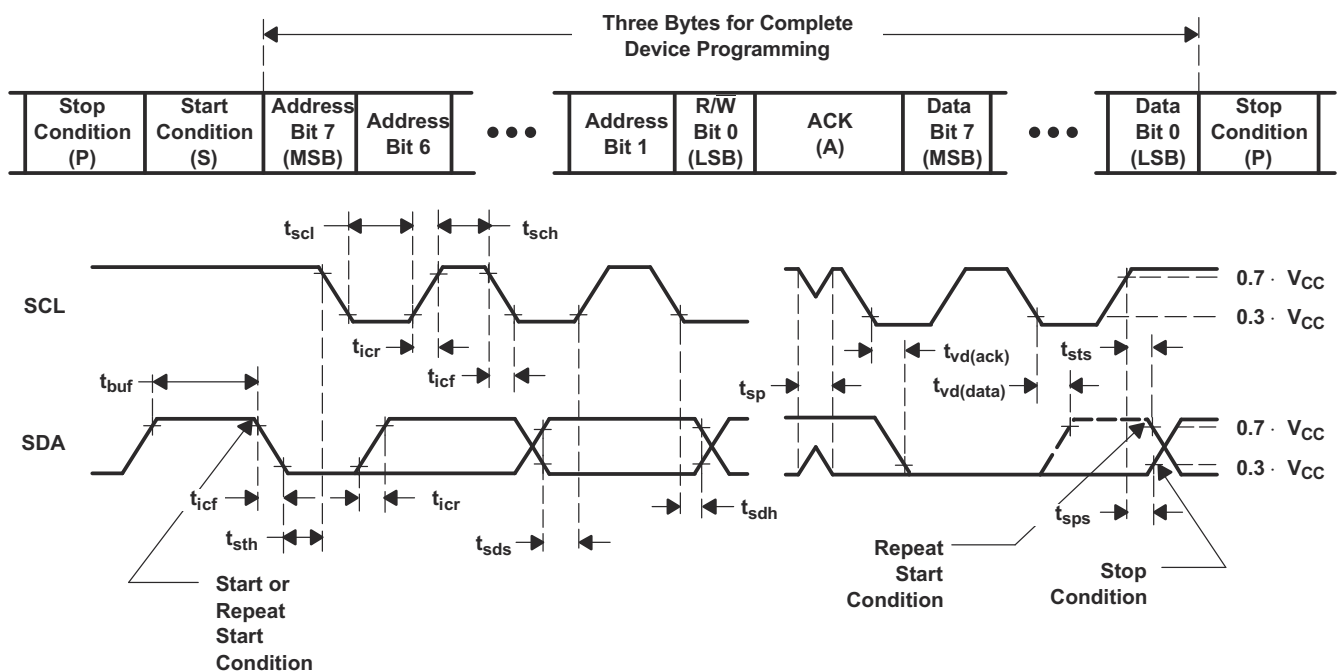 Three Bytes for Complete
Device Programming
Stop
Condition
(P)
Start
Condition
(S)
Address
Bit 7
(MSB)
Address
Bit 6
•••
Address
Bit 1
R/W̅
Bit 0
(LSB)
ACK
(A)
Data
Bit 7
(MSB)
•••
Data
Bit 0
(LSB)
Stop
Condition
(P)
tscl
tsch
SCL
0.7 · VCC
0.3 · VCC
ticr
ticf
tbuf
tsp
tvd(ack)
tvd(data)
tsts
SDA
0.7 · VCC
0.3 · VCC
ticf
ticr
tsth
tsds
tsdh
tsps
Start or
Repeat
Start
Condition
Repeat
Start
Condition
Stop
Condition